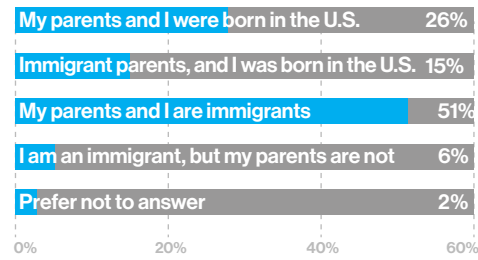 My parents and I were born in the U.S. 26%
Immigrant parents, and I was born in the U.S. 15%
My parents and I are immigrants 51%
I am an immigrant, but my parents are not 6%
Prefer not to answer 2%
0% 20% 40% 60%